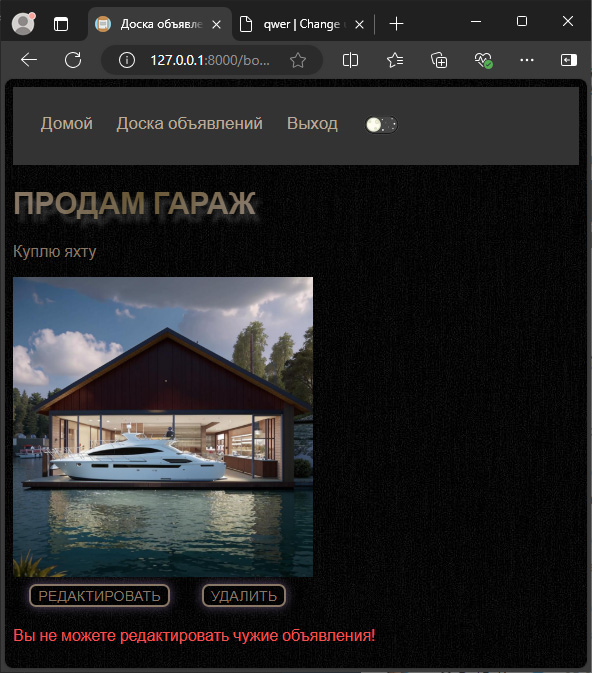 Доска объявле
qwer | Change
127.0.0.1:8000/bo...
Домой Доска объявлений Выход
ПРОДАМ ГАРАЖ
Куплю яхту
РЕДАКТИРОВАТЬ УДАЛИТЬ
Вы не можете редактировать чужие объявления!